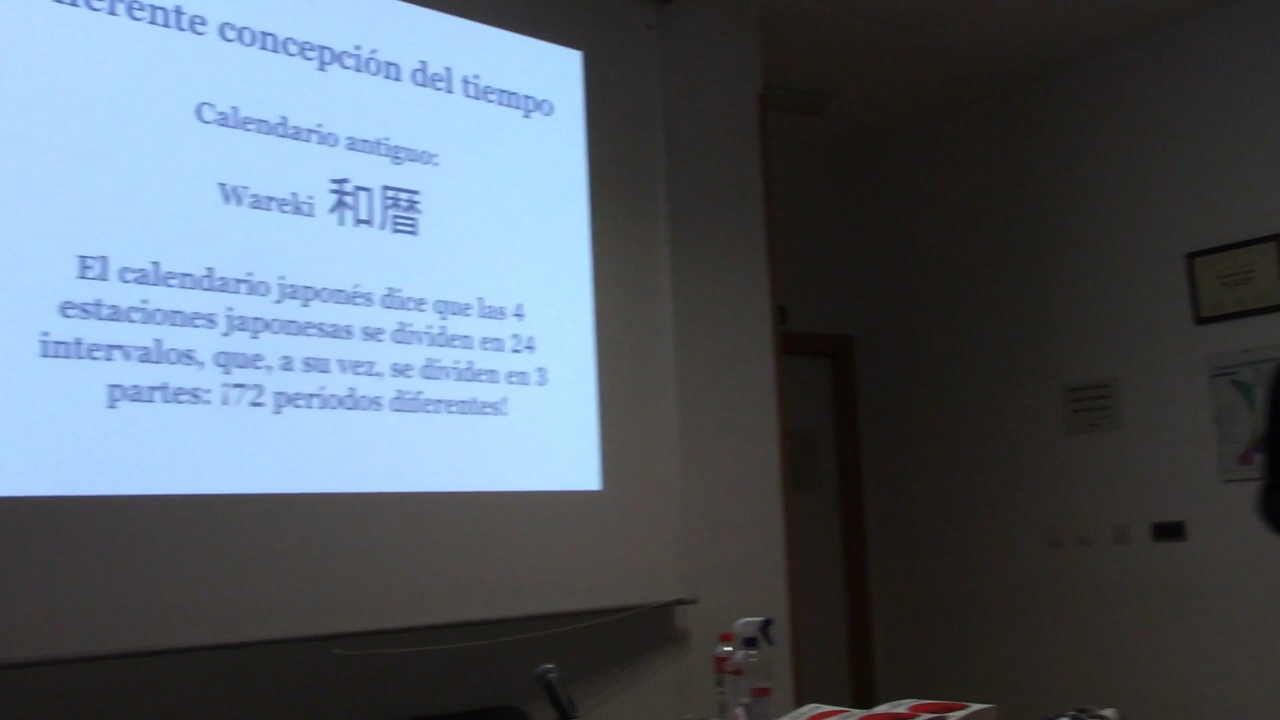 concepción del tiempo
Calendario antiguo:
Wareki 和暦
El calendario japonés dice que las 4
estaciones japonesas se dividen en 24
intervalos, que, a su vez, se dividen en 3
partes: ¡72 períodos diferentes!